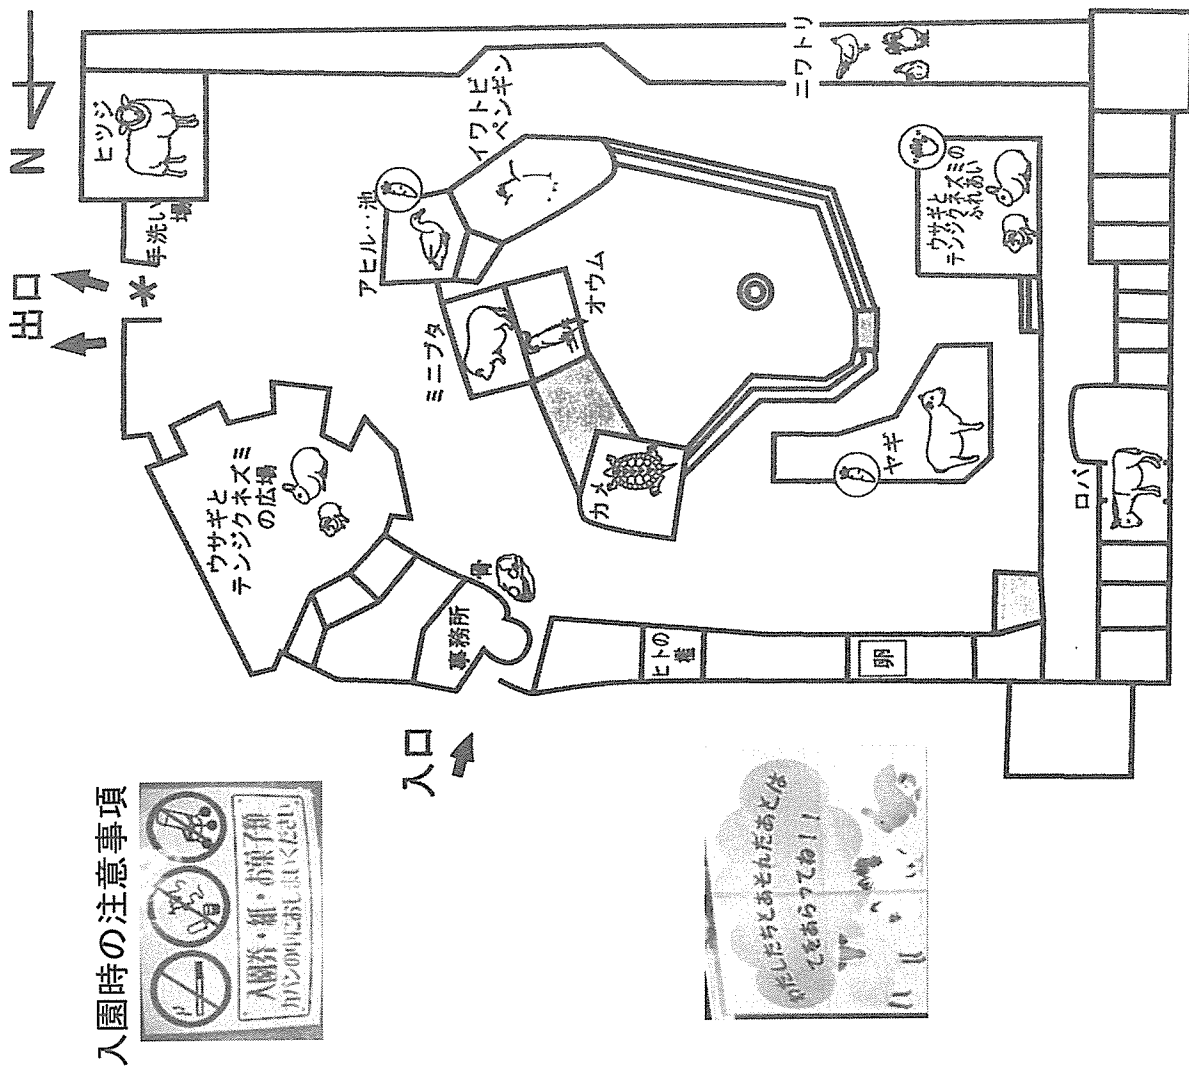 入園時の注意事項
入園券・紙・お菓子類
カバンの中におしまいください。
入口
出口
N
*
ヒツジ
手洗い
場
アヒル・・池
イワトビ
ペンギン
ニワトリ
ミニブタ
オウム
ウサギと
テンジクネズミ
の広場
カメ
骨
事務所
ヒトの
檻
卵
ヤギ
ロバ
ウサギと
テンジクネズミの
ふれあい
わたしたちとあそんだあとは
てをあらってね！！